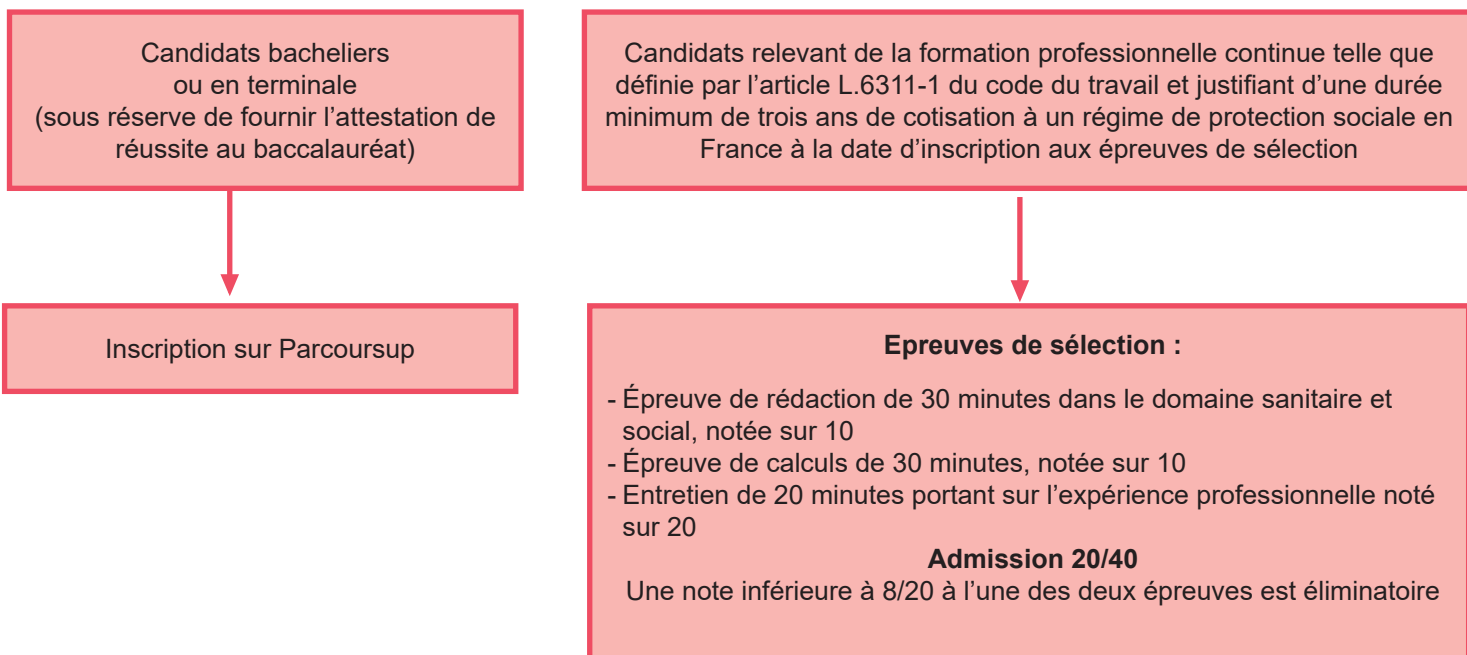 Candidats bacheliers
ou en terminale
(sous réserve de fournir l’attestation de
réussite au baccalauréat)
Candidats relevant de la formation professionnelle continue telle que
définie par l’article L.6311-1 du code du travail et justifiant d’une durée
minimum de trois ans de cotisation à un régime de protection sociale en
France à la date d’inscription aux épreuves de sélection
Inscription sur Parcoursup
Epreuves de sélection :
- Épreuve de rédaction de 30 minutes dans le domaine sanitaire et
social, notée sur 10
- Épreuve de calculs de 30 minutes, notée sur 10
- Entretien de 20 minutes portant sur l’expérience professionnelle noté
sur 20
Admission 20/40
Une note inférieure à 8/20 à l’une des deux épreuves est éliminatoire